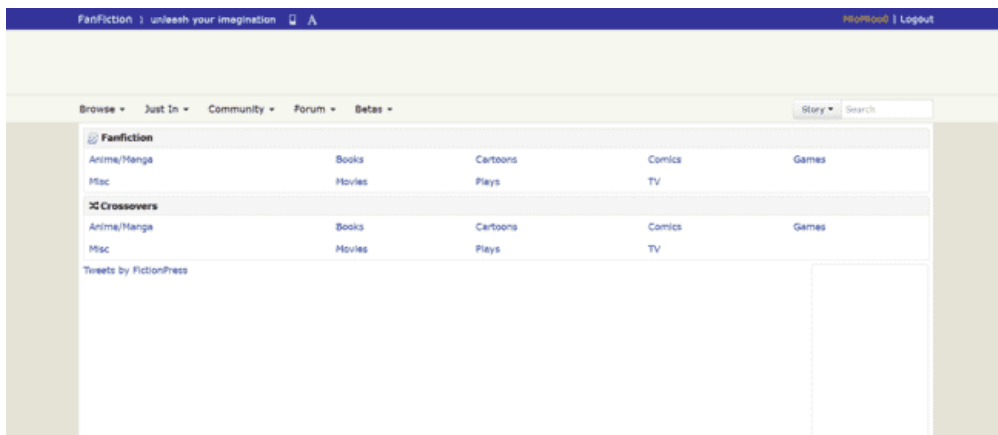 FanFiction : unleash your imagination A | Logout
Browse Just In Community Forum Betas Story Search
Fanfiction
Anime/Manga Books Cartoons Comics Games
Misc Movies Plays TV
Crossovers
Anime/Manga Books Cartoons Comics Games
Misc Movies Plays TV
Tweets by FictionPress